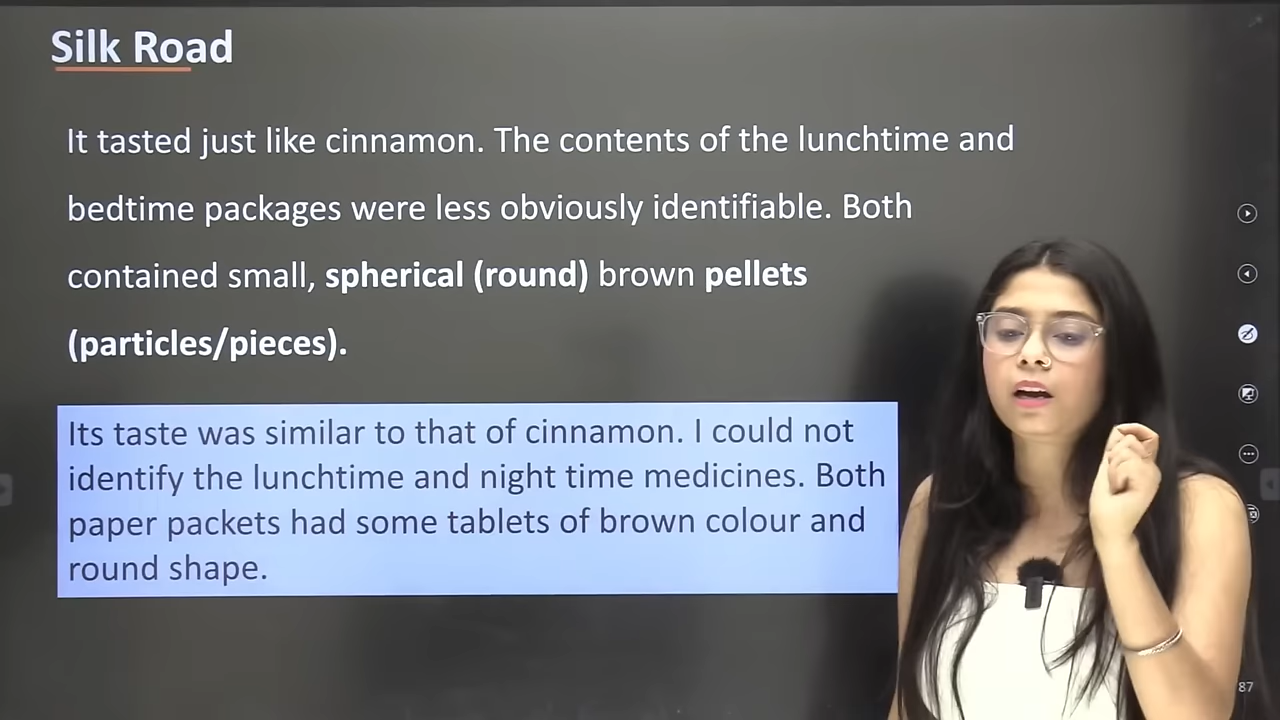 Silk Road
It tasted just like cinnamon. The contents of the lunchtime and
bedtime packages were less obviously identifiable. Both
contained small, spherical (round) brown pellets
(particles/pieces).
Its taste was similar to that of cinnamon. I could not
identify the lunchtime and night time medicines. Both
paper packets had some tablets of brown colour and
round shape.
87